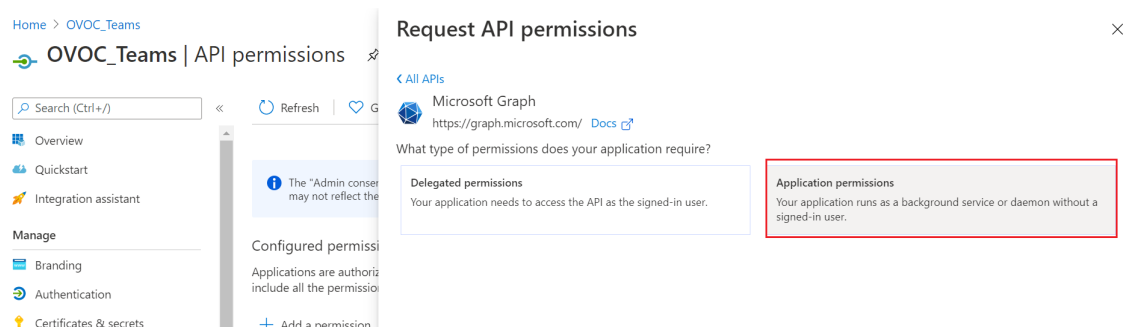 Home > OVOC_Teams
OVOC_Teams | API permissions
Search (Ctrl+/)
«
Overview
Quickstart
Integration assistant
Manage
Branding
Authentication
Certificates & secrets
Refresh
G
The "Admin conser
may not reflect the
Configured permissi
Applications are authoriz
include all the permission
Add a permission
Request API permissions
All APIs
Microsoft Graph
https://graph.microsoft.com/ Docs
What type of permissions does your application require?
Delegated permissions
Your application needs to access the API as the signed-in user.
Application permissions
Your application runs as a background service or daemon without a
signed-in user.